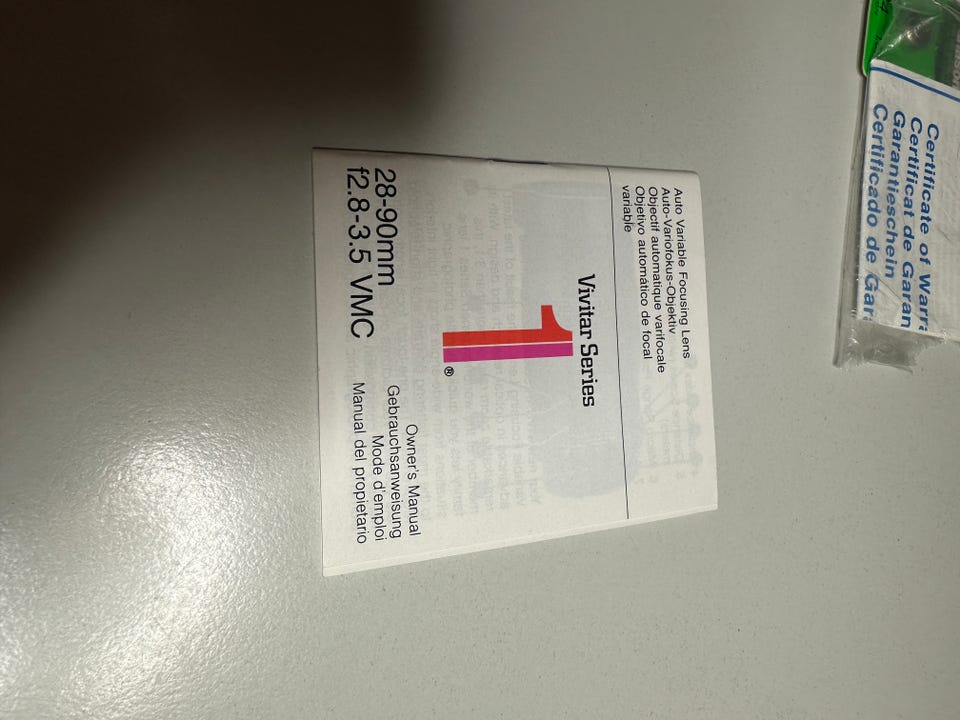 Auto Variable Focusing Lens
Auto-Variofokus-Objektiv
Objectif automatique varifocale
Objetivo automático de focal
variable
Vivitar Series
1®
28-90mm
f2.8-3.5 VMC
Owner's Manual
Gebrauchsanweisung
Mode d'emploi
Manual del propietario
Certificate of Warra
Certificat de Garan
Garantieschein
Certificado de Gar